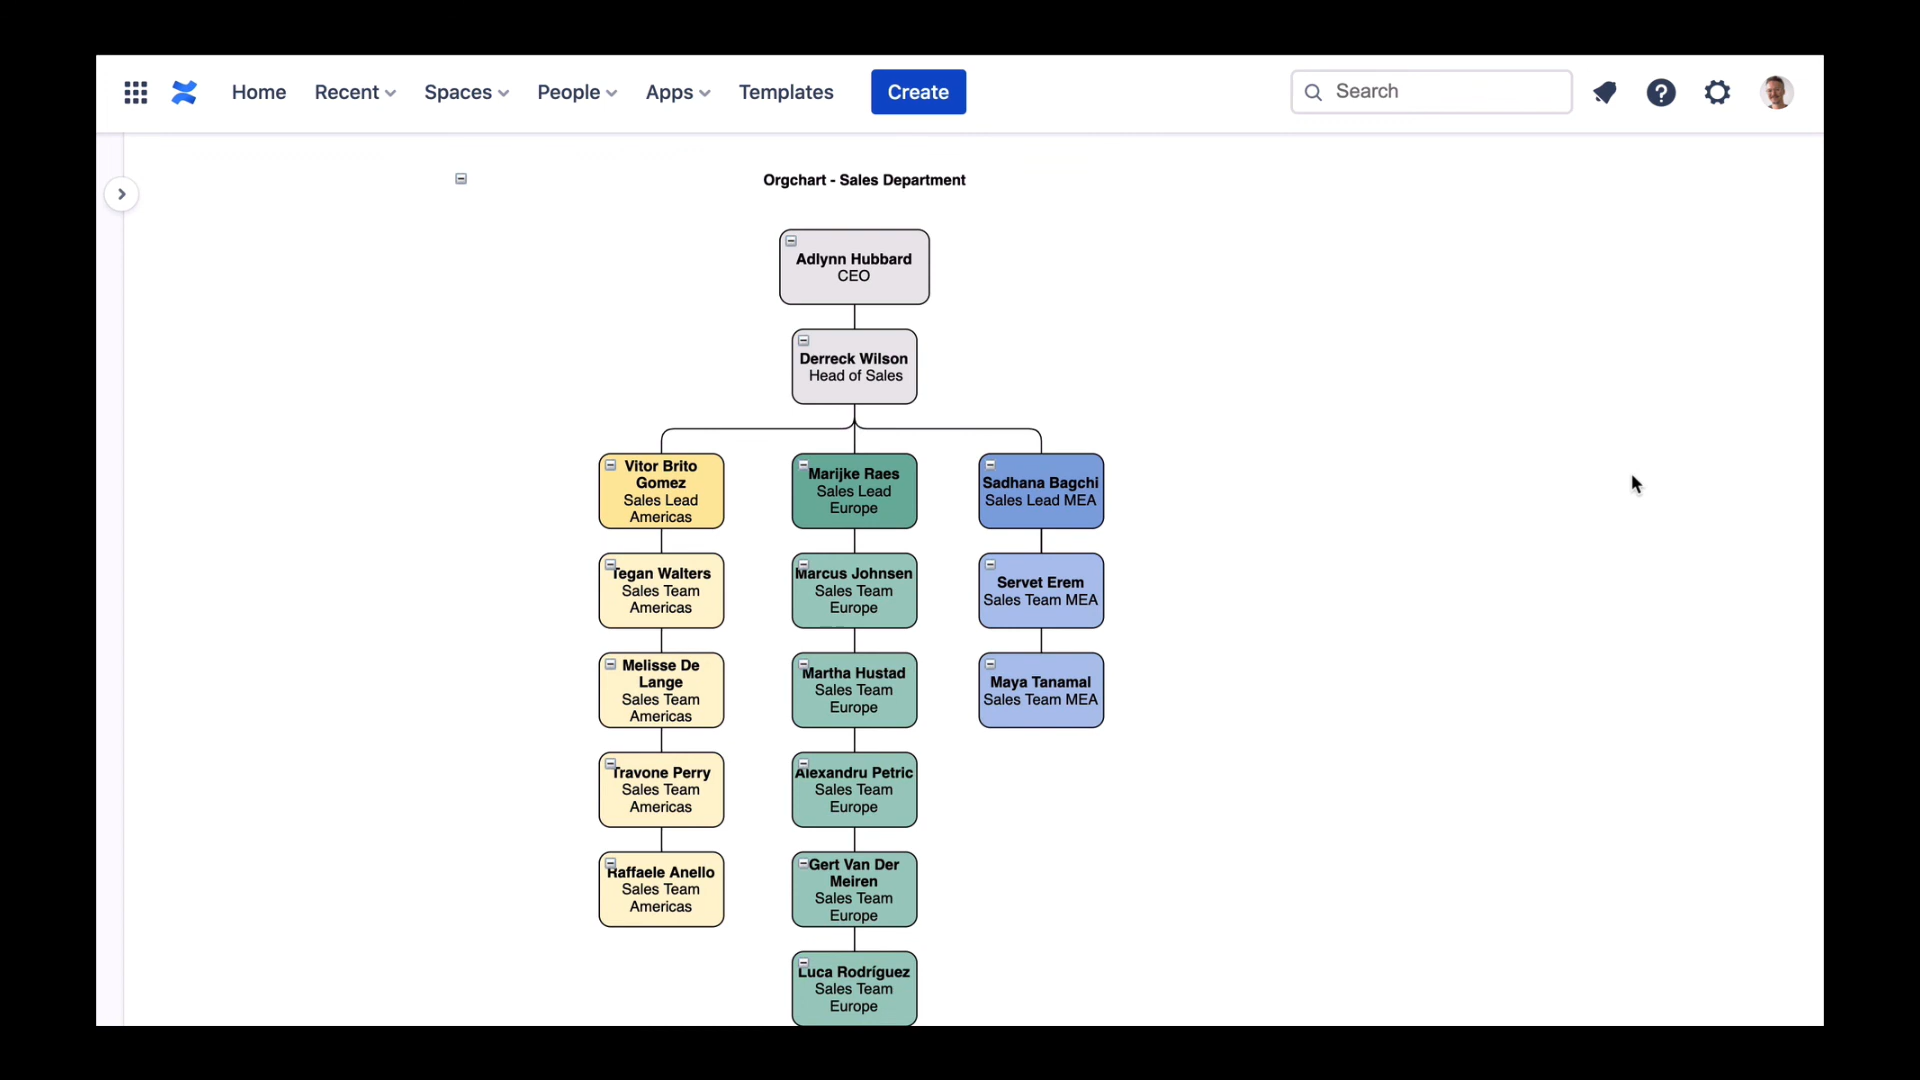 Home Recent Spaces People Apps Templates Create Search
Orgchart - Sales Department
Adlynn Hubbard
CEO
Derreck Wilson
Head of Sales
Vitor Brito
Gomez
Sales Lead
Americas
Marijke Raes
Sales Lead
Europe
Sadhana Bagchi
Sales Lead MEA
Tegan Walters
Sales Team
Americas
Marcus Johnsen
Sales Team
Europe
Servet Erem
Sales Team MEA
Melisse De
Lange
Sales Team
Americas
Martha Hustad
Sales Team
Europe
Maya Tanamal
Sales Team MEA
Travone Perry
Sales Team
Americas
Alexandru Petric
Sales Team
Europe
Raffaele Anello
Sales Team
Americas
Gert Van Der
Meiren
Sales Team
Europe
Luca Rodríguez
Sales Team
Europe